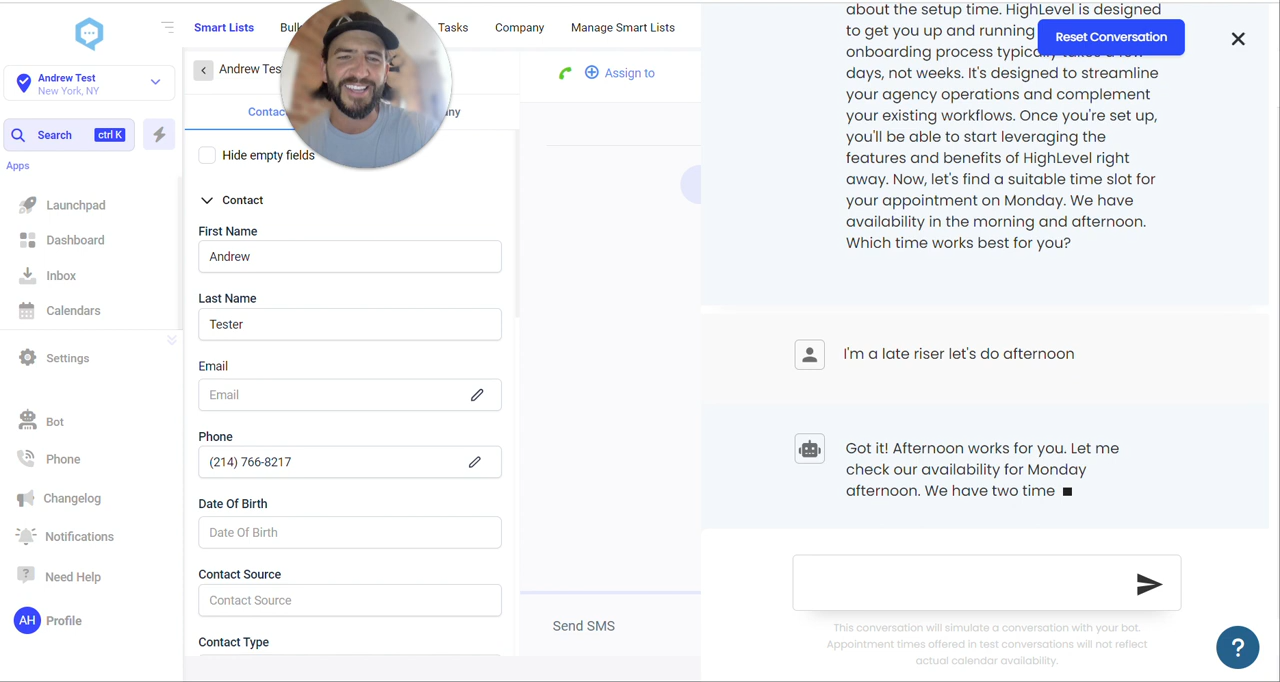 Smart Lists
Bulk
Tasks
Company
Manage Smart Lists
Andrew Test
New York, NY
Search
ctrl K
Apps
Launchpad
Dashboard
Inbox
Calendars
Settings
Bot
Phone
Changelog
Notifications
Need Help
AH
Profile
Andrew Tes
Contac
ny
Hide empty fields
Contact
First Name
Andrew
Last Name
Tester
Email
Email
Phone
(214) 766-8217
Date Of Birth
Date Of Birth
Contact Source
Contact Source
Contact Type
Assign to
Send SMS
about the setup time. HighLevel is designed
to get you up and running
onboarding process typically takes a few
days, not weeks. It's designed to streamline
your agency operations and complement
your existing workflows. Once you're set up,
you'll be able to start leveraging the
features and benefits of HighLevel right
away. Now, let's find a suitable time slot for
your appointment on Monday. We have
availability in the morning and afternoon.
Which time works best for you?
Reset Conversation
I'm a late riser let's do afternoon
Got it! Afternoon works for you. Let me
check our availability for Monday
afternoon. We have two time
This conversation will simulate a conversation with your bot.
Appointment times offered in test conversations will not reflect
actual calendar availability.
?